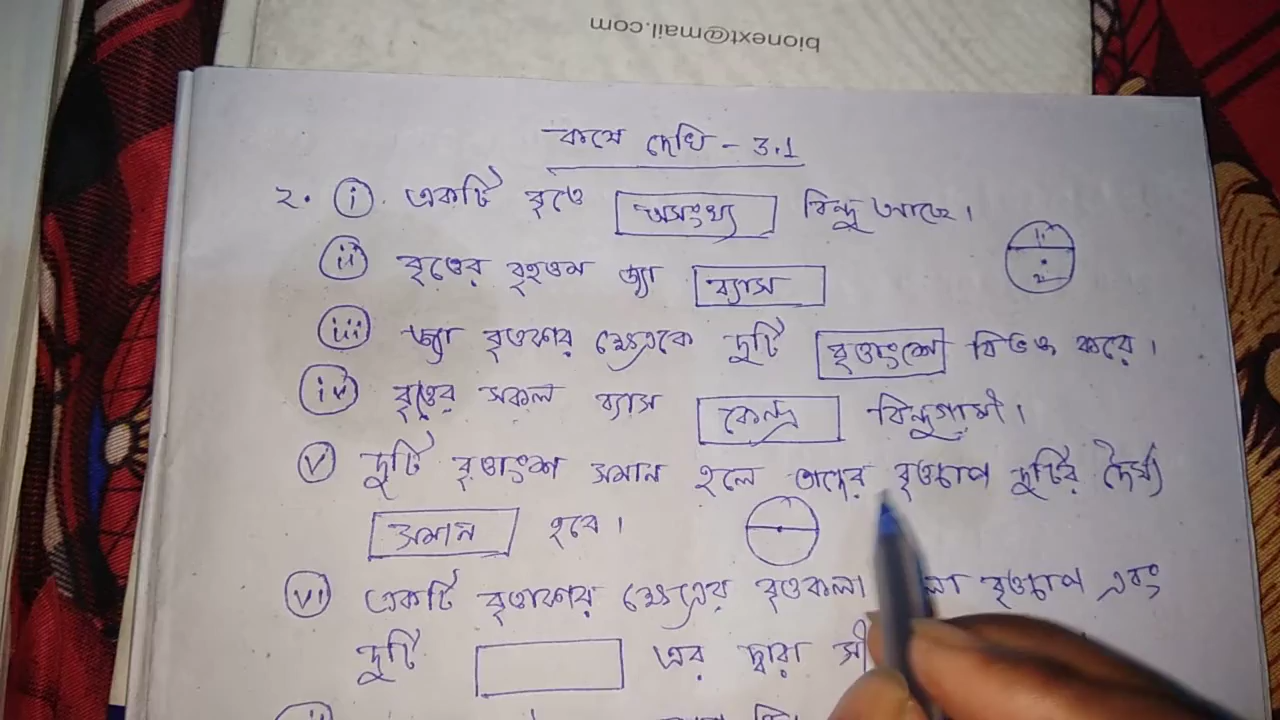 bionext@mail.com
কষে দেখি - 3.1
২. i. একটি বৃত্তে অসংখ্য বিন্দু আছে।
ii বৃত্তের বৃহত্তম জ্যা ব্যাস
iii জ্যা বৃত্তাকার ক্ষেত্রকে দুটি বৃত্তাংশে বিভক্ত করে।
iv বৃত্তের সকল ব্যাস কেন্দ্র বিন্দুগামী।
v দুটি বৃত্তাংশ সমান হলে তাদের বৃত্তচাপ দুটির দৈর্ঘ্য
সমান হবে।
vi একটি বৃত্তাকার ক্ষেত্রের বৃত্তকলা বৃত্তচাপ এবং
দুটি এর দ্বারা